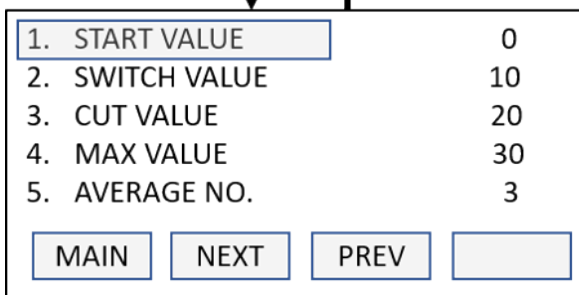 1. START VALUE 0
2. SWITCH VALUE 10
3. CUT VALUE 20
4. MAX VALUE 30
5. AVERAGE NO. 3
MAIN NEXT PREV